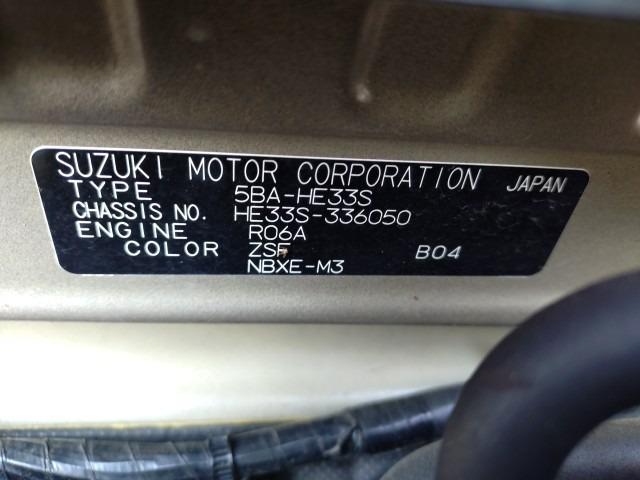 SUZUKI MOTOR CORPORATION JAPAN
TYPE 5BA-HE33S
CHASSIS NO. HE33S-336050
ENGINE R06A
COLOR ZSF B04
NBXE-M3